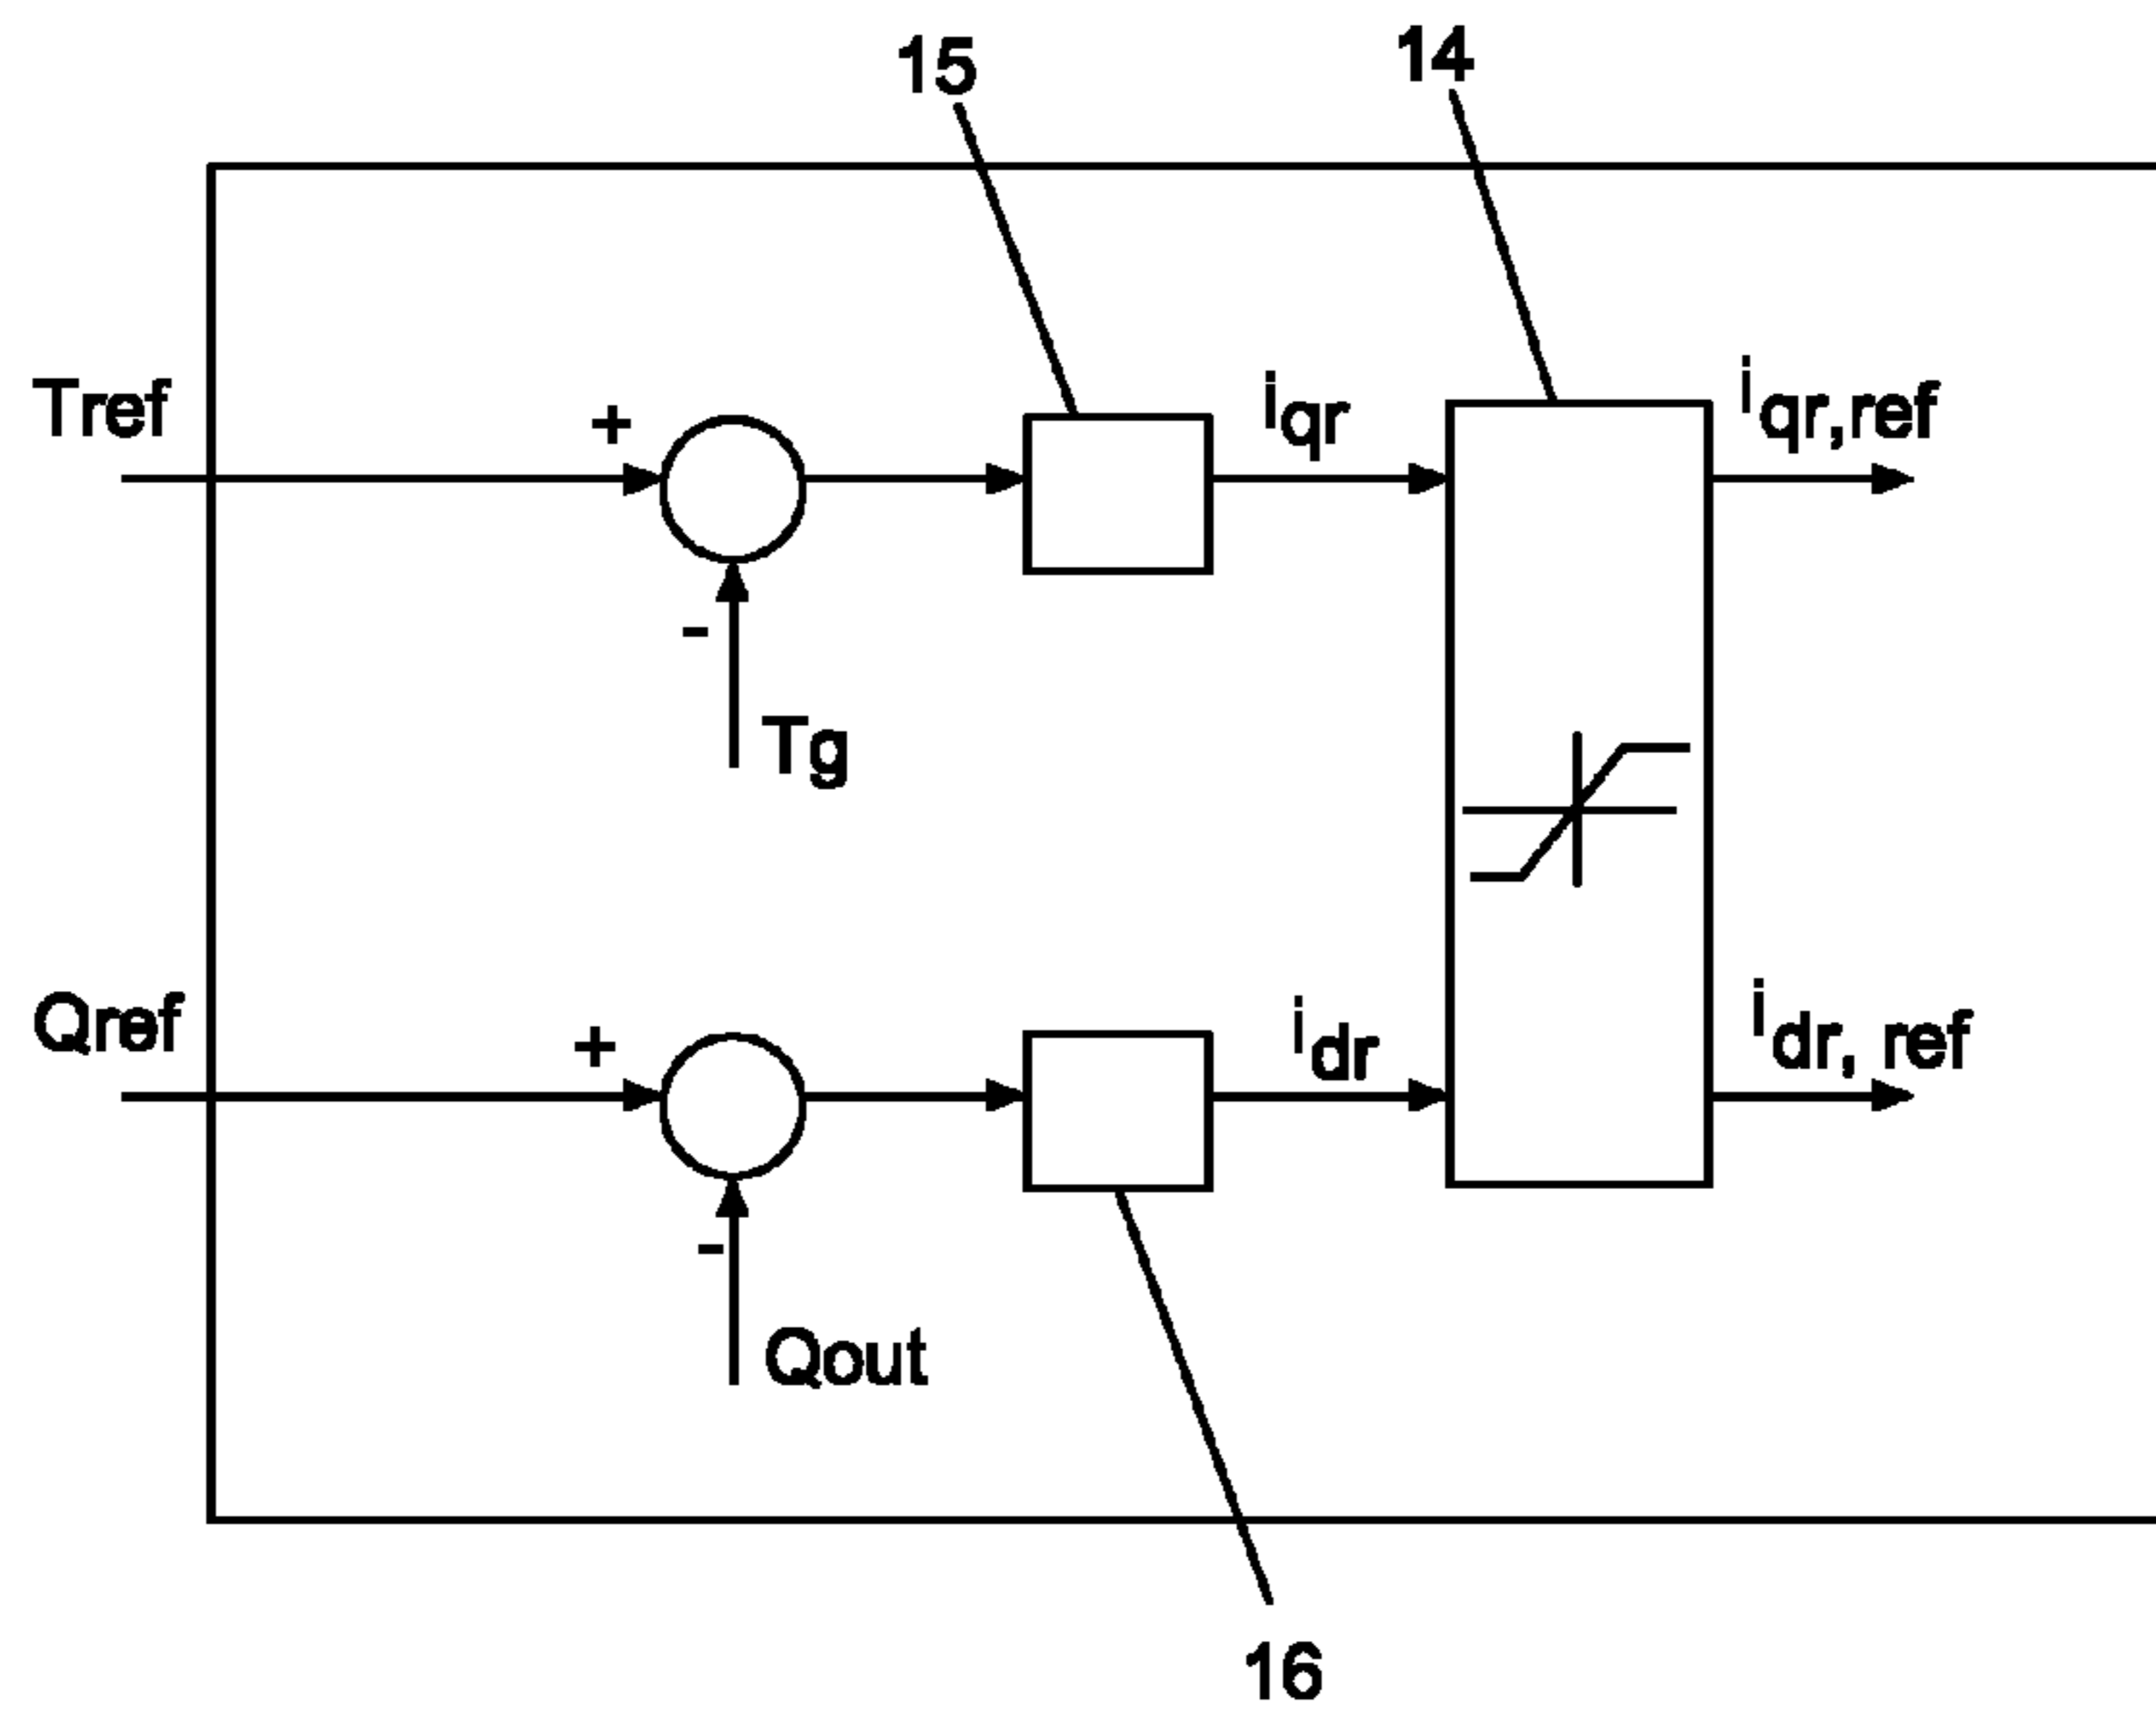 15
14
Tref
+
iqr
iqr,ref
-
Tg
Qref
+
idr
idr, ref
-
Qout
16